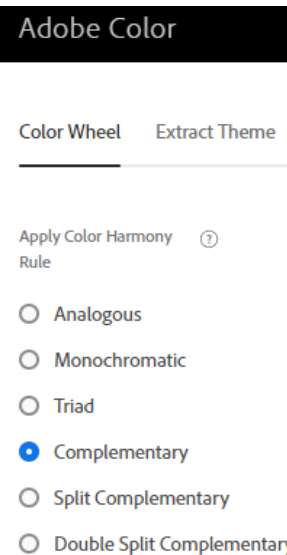 Adobe Color
Color Wheel Extract Theme
Apply Color Harmony ?
Rule
Analogous
Monochromatic
Triad
Complementary
Split Complementary
Double Split Complementary